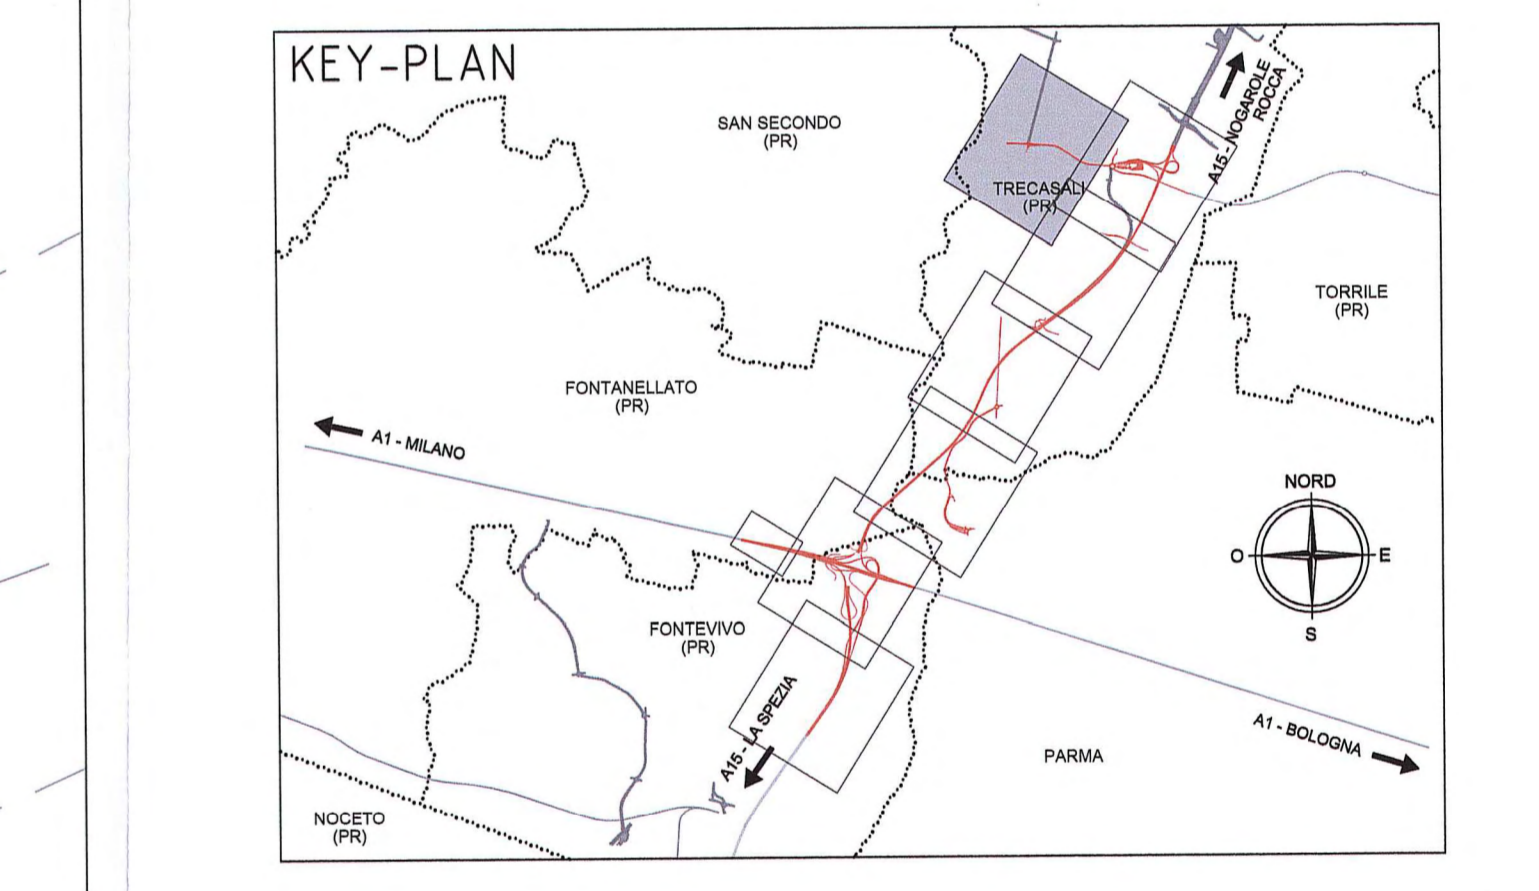 KEY-PLAN
SAN SECONDO
(PR)
A15 - NOGAROLE
ROCCA
TRECASALI
(PR)
TORRILE
(PR)
FONTANELLATO
(PR)
A1 - MILANO
NORD
O
E
S
FONTEVIVO
(PR)
A15 - LA SPEZIA
A1 - BOLOGNA
PARMA
NOCETO
(PR)